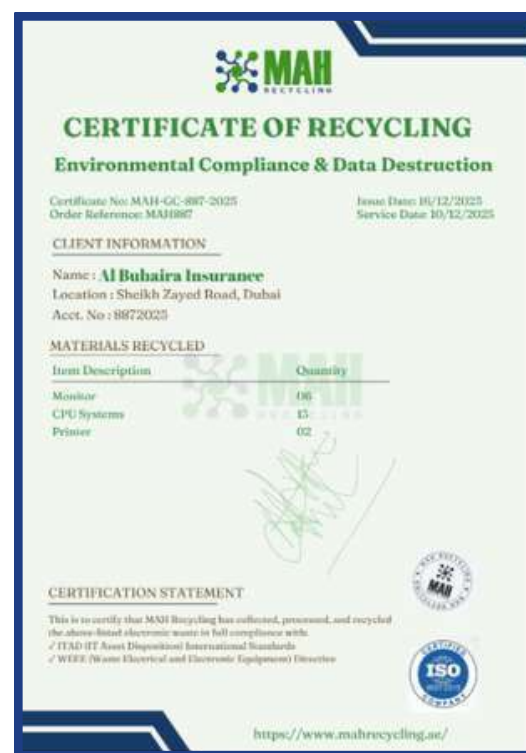 MAH
RECYCLING
CERTIFICATE OF RECYCLING
Environmental Compliance & Data Destruction
Certificate No: MAH-GC-887-2025
Issue Date: 16/12/2025
Order Reference: MAH887
Service Date: 10/12/2025
CLIENT INFORMATION
Name : Al Buhaira Insurance
Location : Sheikh Zayed Road, Dubai
Acct. No : 8872025
MATERIALS RECYCLED
Item Description Quantity
MAH
Monitor 06
CPU Systems 15
Printer 02
MAH
CERTIFICATION STATEMENT
This is to certify that MAH Recycling has collected, processed, and recycled
the above-listed electronic waste in full compliance with:
✓ ITAD (IT Asset Disposition) International Standards
✓ WEEE (Waste Electrical and Electronic Equipment) Directive
CERTIFIED
ISO
COMPANY
https://www.mahrecycling.ae/